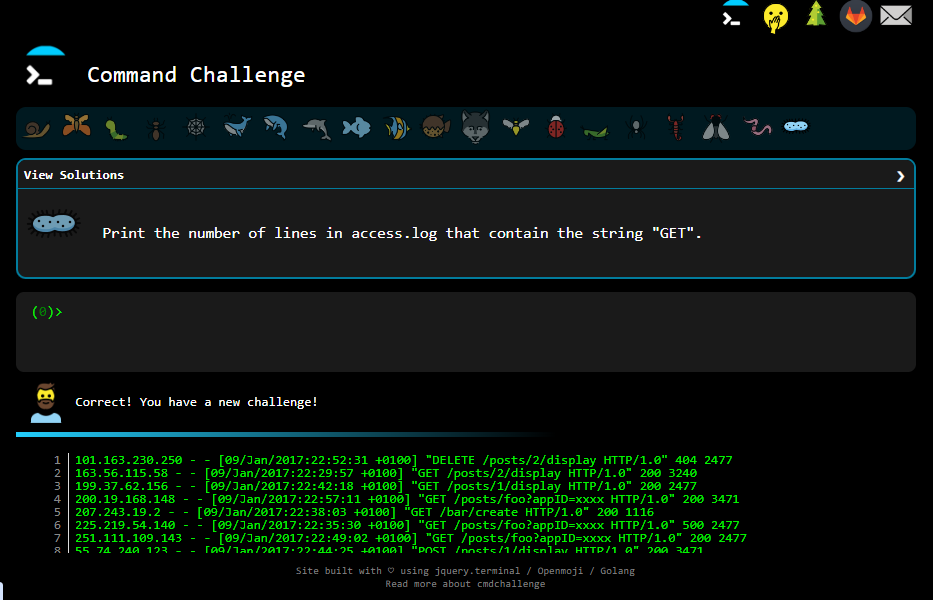 Command Challenge
View Solutions
Print the number of lines in access.log that contain the string "GET".
(0)>
Correct! You have a new challenge!
1 101.163.230.250 - - [09/Jan/2017:22:52:31 +0100] "DELETE /posts/2/display HTTP/1.0" 404 2477
2 163.56.115.58 - - [09/Jan/2017:22:29:57 +0100] "GET /posts/2/display HTTP/1.0" 200 3240
3 199.37.62.156 - - [09/Jan/2017:22:42:18 +0100] "GET /posts/1/display HTTP/1.0" 200 2477
4 200.19.168.148 - - [09/Jan/2017:22:57:11 +0100] "GET /posts/foo?appID=xxxx HTTP/1.0" 200 3471
5 207.243.19.2 - - [09/Jan/2017:22:38:03 +0100] "GET /bar/create HTTP/1.0" 200 1116
6 225.219.54.140 - - [09/Jan/2017:22:35:30 +0100] "GET /posts/foo?appID=xxxx HTTP/1.0" 500 2477
7 251.111.109.143 - - [09/Jan/2017:22:49:02 +0100] "GET /posts/foo?appID=xxxx HTTP/1.0" 200 2477
8 55.74.240.123 - - [09/Jan/2017:22:44:25 +0100] "POST /posts/1/display HTTP/1.0" 200 3471
Site built with ♡ using jquery.terminal / Openmoji / Golang
Read more about cmdchallenge